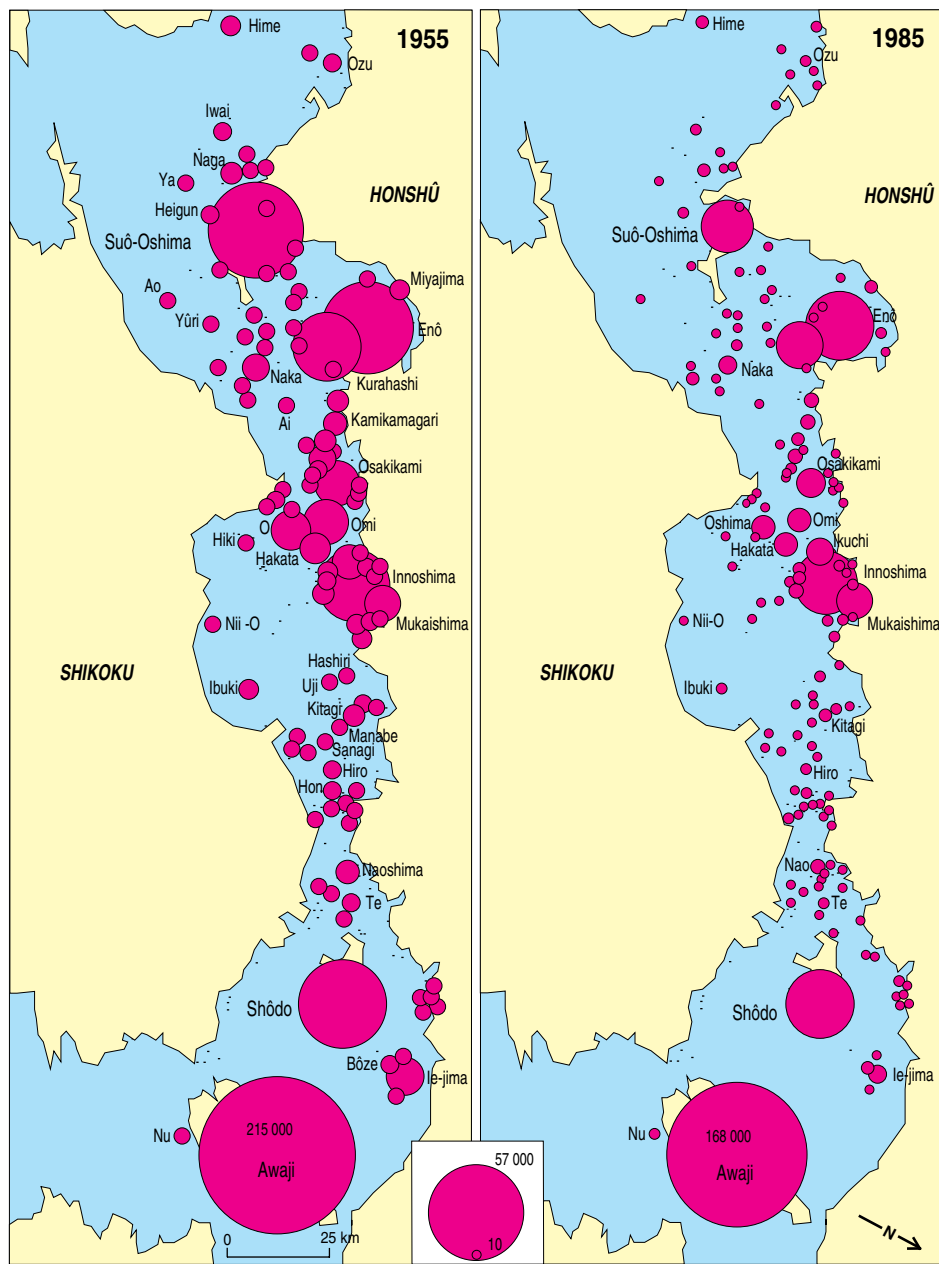 1955
Hime
Ozu
Iwai
Naga
Ya
HONSHÛ
Heigun
Suô-Oshima
Ao
Miyajima
Yûri
Enô
Naka
Kurahashi
Ai
Kamikamagari
Osakikami
O
Omi
Hiki
Hakata
Innoshima
Nii -O
Mukaishima
Hashiri
SHIKOKU
Uji
Ibuki
Kitagi
Manabe
Sanagi
Hiro
Hon
Naoshima
Te
Shôdo
Bôze
Ie-jima
215 000
Nu
Awaji
0 25 km
57 000
10
1985
Hime
Ozu
HONSHÛ
Suô-Oshima
Enô
Naka
Osakikami
Oshima
Omi
Hakata
Ikuchi
Innoshima
Nii-O
Mukaishima
SHIKOKU
Ibuki
Kitagi
Hiro
Nao
Te
Shôdo
Ie-jima
Nu
168 000
Awaji
N